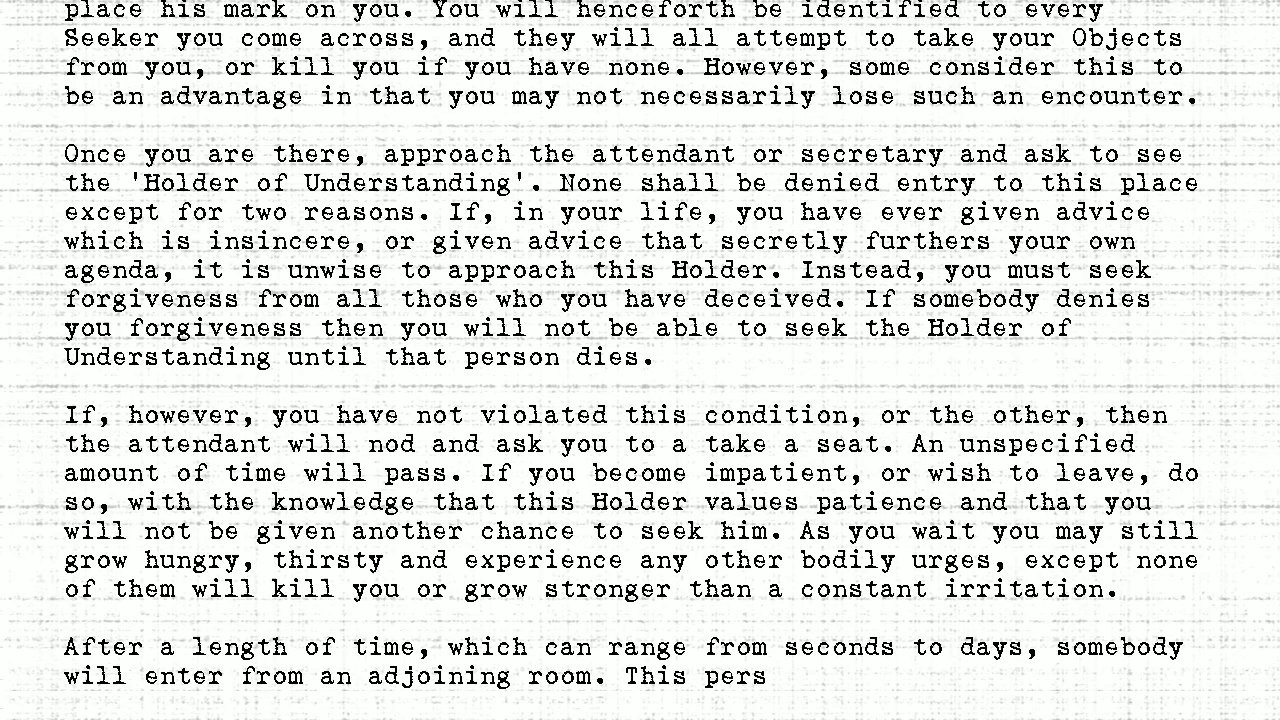 place his mark on you. You will henceforth be identified to every
Seeker you come across, and they will all attempt to take your Objects
from you, or kill you if you have none. However, some consider this to
be an advantage in that you may not necessarily lose such an encounter.
Once you are there, approach the attendant or secretary and ask to see
the 'Holder of Understanding'. None shall be denied entry to this place
except for two reasons. If, in your life, you have ever given advice
which is insincere, or given advice that secretly furthers your own
agenda, it is unwise to approach this Holder. Instead, you must seek
forgiveness from all those who you have deceived. If somebody denies
you forgiveness then you will not be able to seek the Holder of
Understanding until that person dies.
If, however, you have not violated this condition, or the other, then
the attendant will nod and ask you to a take a seat. An unspecified
amount of time will pass. If you become impatient, or wish to leave, do
so, with the knowledge that this Holder values patience and that you
will not be given another chance to seek him. As you wait you may still
grow hungry, thirsty and experience any other bodily urges, except none
of them will kill you or grow stronger than a constant irritation.
After a length of time, which can range from seconds to days, somebody
will enter from an adjoining room. This pers